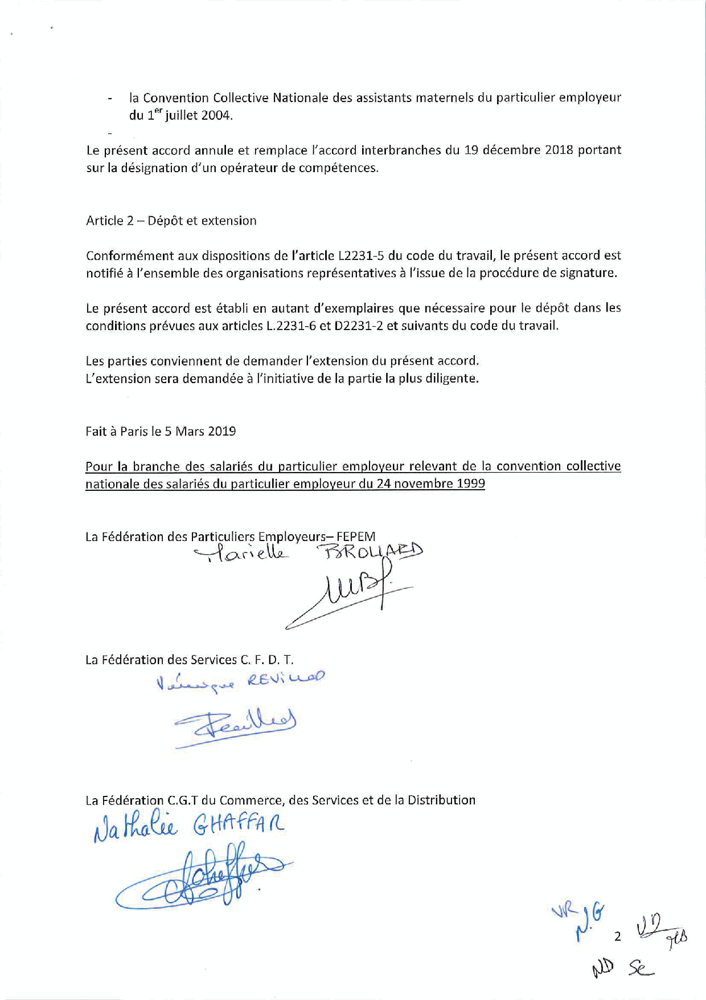 - la Convention Collective Nationale des assistants maternels du particulier employeur
du 1er juillet 2004.
-
Le présent accord annule et remplace l'accord interbranches du 19 décembre 2018 portant
sur la désignation d'un opérateur de compétences.
Article 2 – Dépôt et extension
Conformément aux dispositions de l'article L2231-5 du code du travail, le présent accord est
notifié à l'ensemble des organisations représentatives à l'issue de la procédure de signature.
Le présent accord est établi en autant d'exemplaires que nécessaire pour le dépôt dans les
conditions prévues aux articles L.2231-6 et D2231-2 et suivants du code du travail.
Les parties conviennent de demander l'extension du présent accord.
L'extension sera demandée à l'initiative de la partie la plus diligente.
Fait à Paris le 5 Mars 2019
Pour la branche des salariés du particulier employeur relevant de la convention collective
nationale des salariés du particulier employeur du 24 novembre 1999
La Fédération des Particuliers Employeurs– FEPEM
Marielle BROUARD
La Fédération des Services C. F. D. T.
Véronique REVILLOD
La Fédération C.G.T du Commerce, des Services et de la Distribution
Nathalie GHAFFAR
VR N.G
2 VD
ND SC